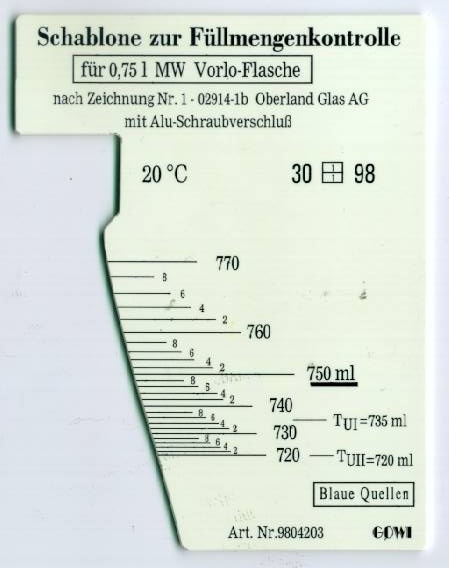 Schablone zur Füllmengenkontrolle
für 0,75 l MW Vorlo-Flasche
nach Zeichnung Nr. 1 - 02914-1b Oberland Glas AG
mit Alu-Schraubverschluß
20 °C 30 98
770
8
6
4
2
760
8
6
4
2
750 ml
8
6
4
2
740
8
6
4
2
TUI=735 ml
730
8
6
4
2
720
TUII=720 ml
Blaue Quellen
Art. Nr.9804203 GOWI